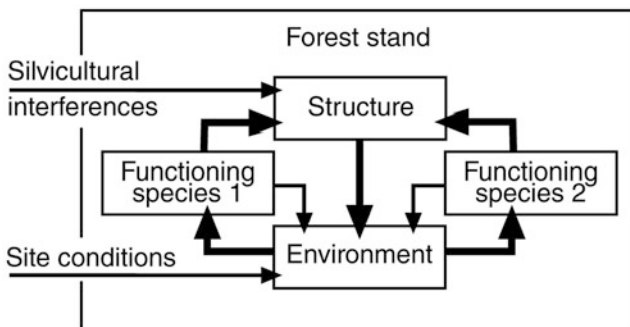 Forest stand
Silvicultural
interferences
Structure
Functioning
species 1
Functioning
species 2
Site conditions
Environment